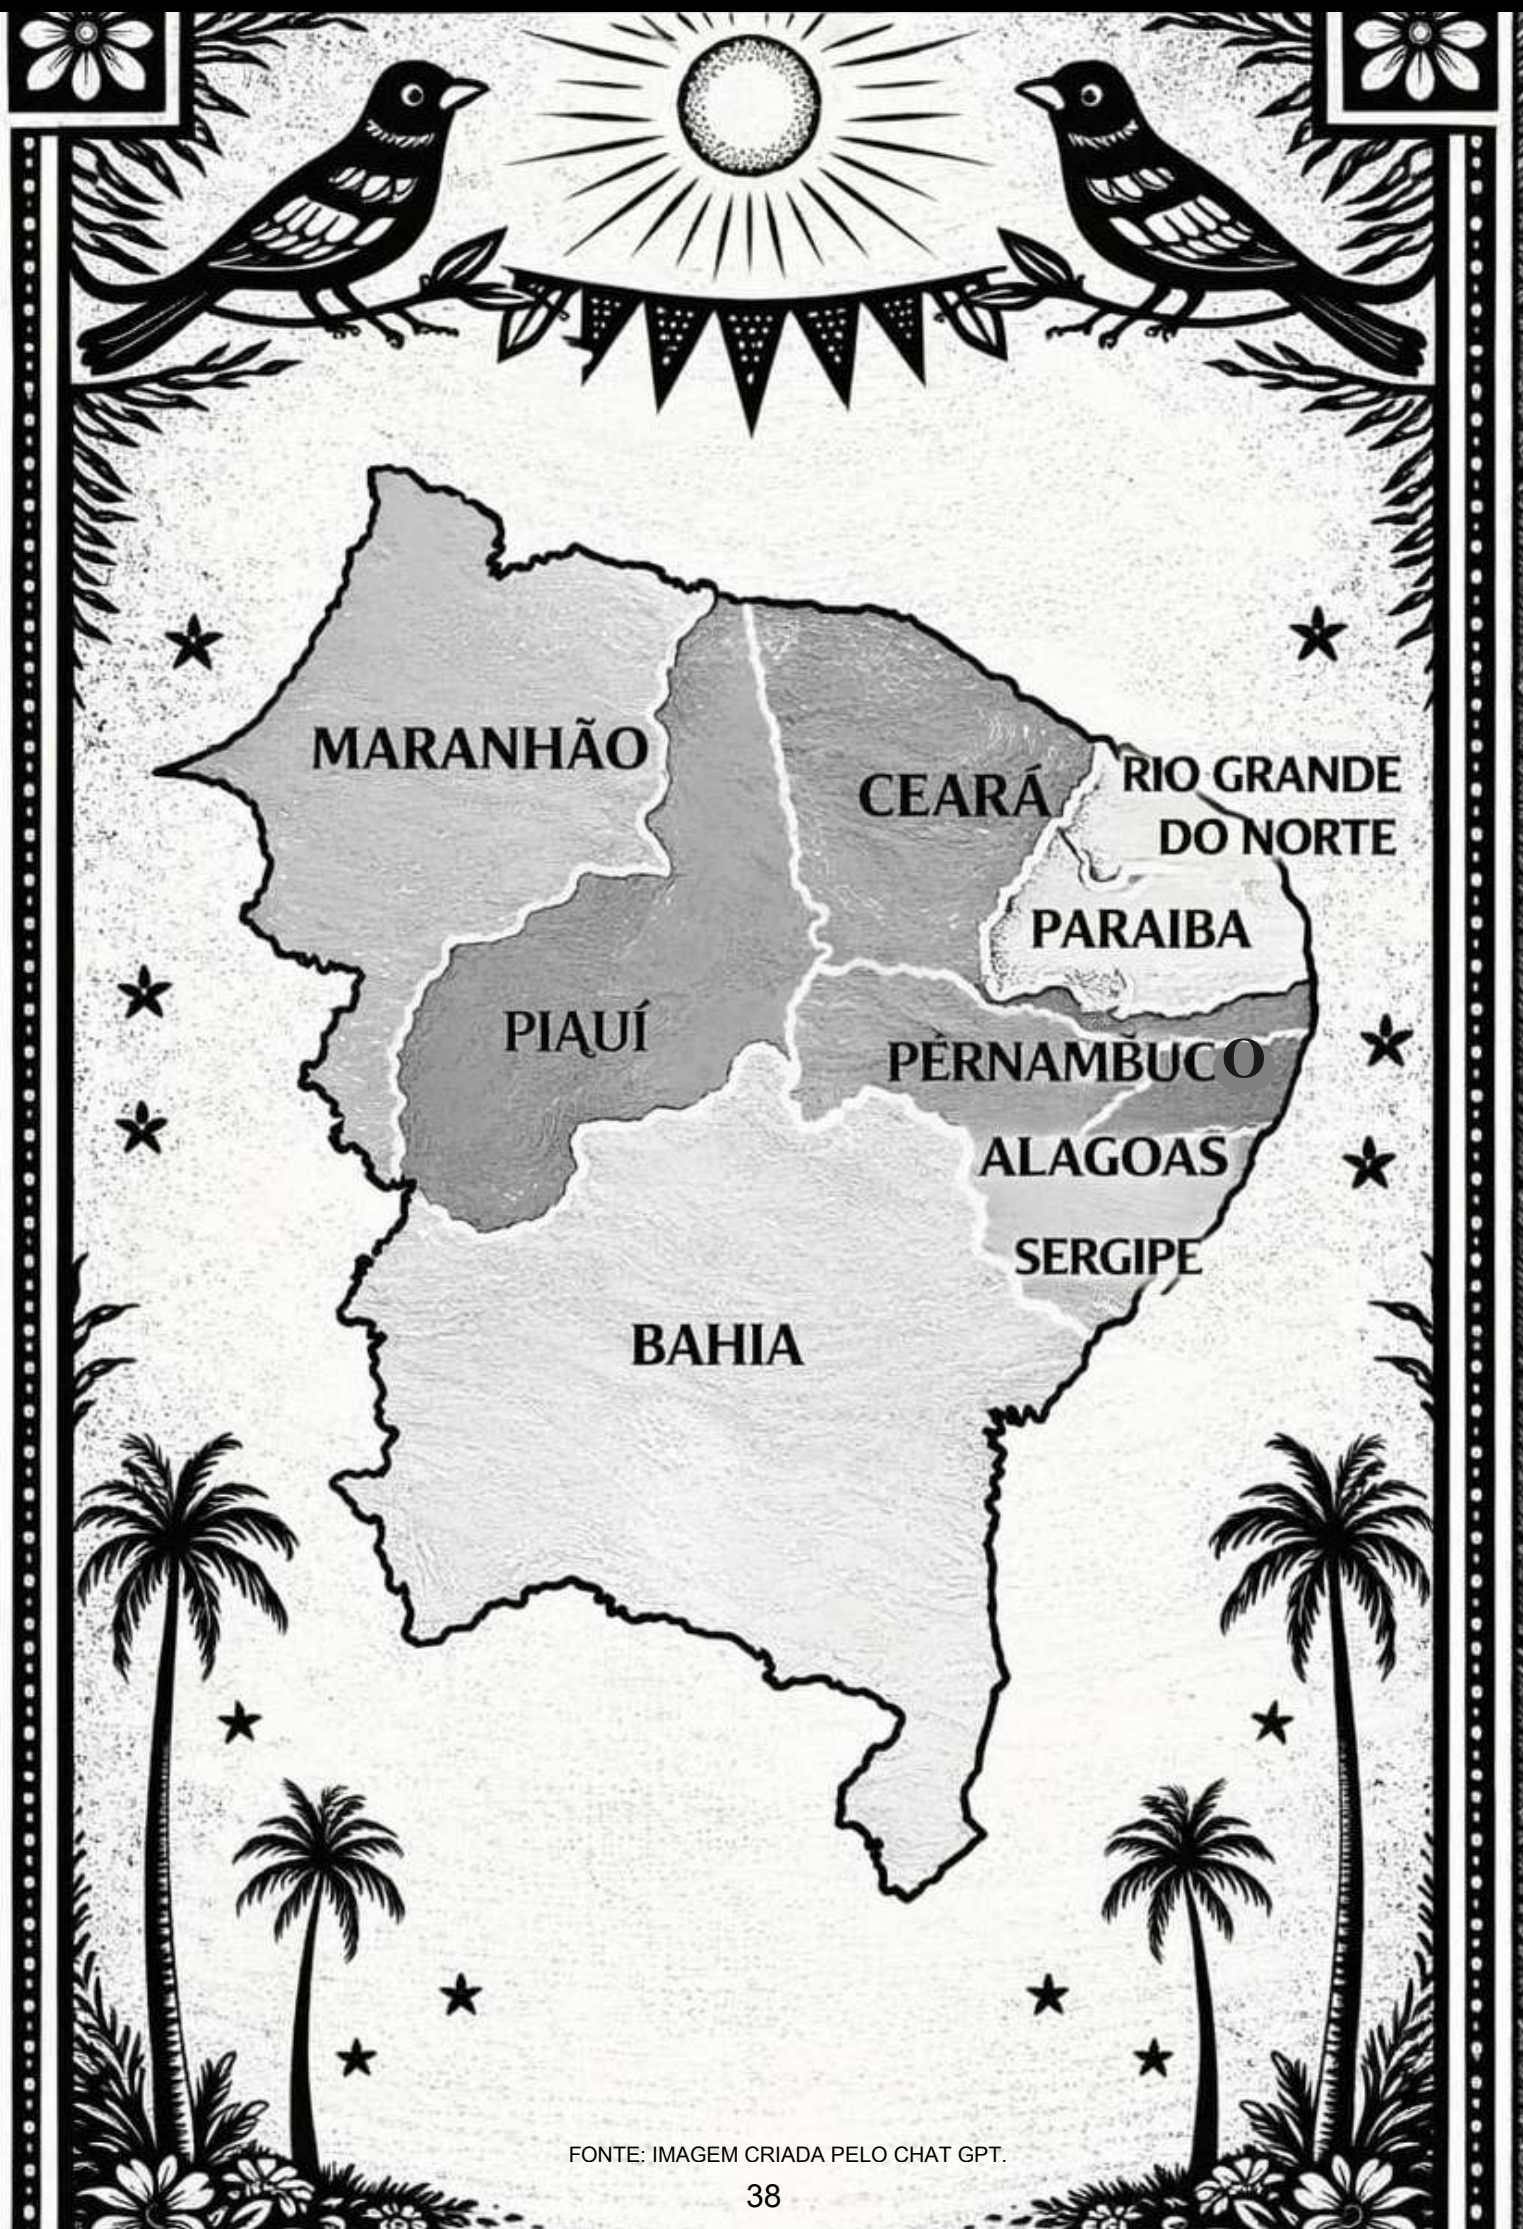 MARANHÃO
CEARÁ
RIO GRANDE
DO NORTE
PARAIBA
PIAUÍ
PERNAMBUCO
ALAGOAS
SERGIPE
BAHIA
FONTE: IMAGEM CRIADA PELO CHAT GPT.
38